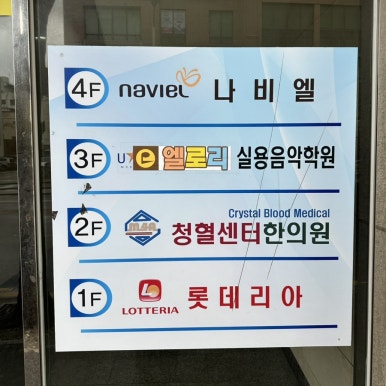 4F naviel 나비엘
3F U e 엘로리 실용음악학원
Crystal Blood Medical
2F 청혈센터한의원
1F LOTTERIA 롯데리아